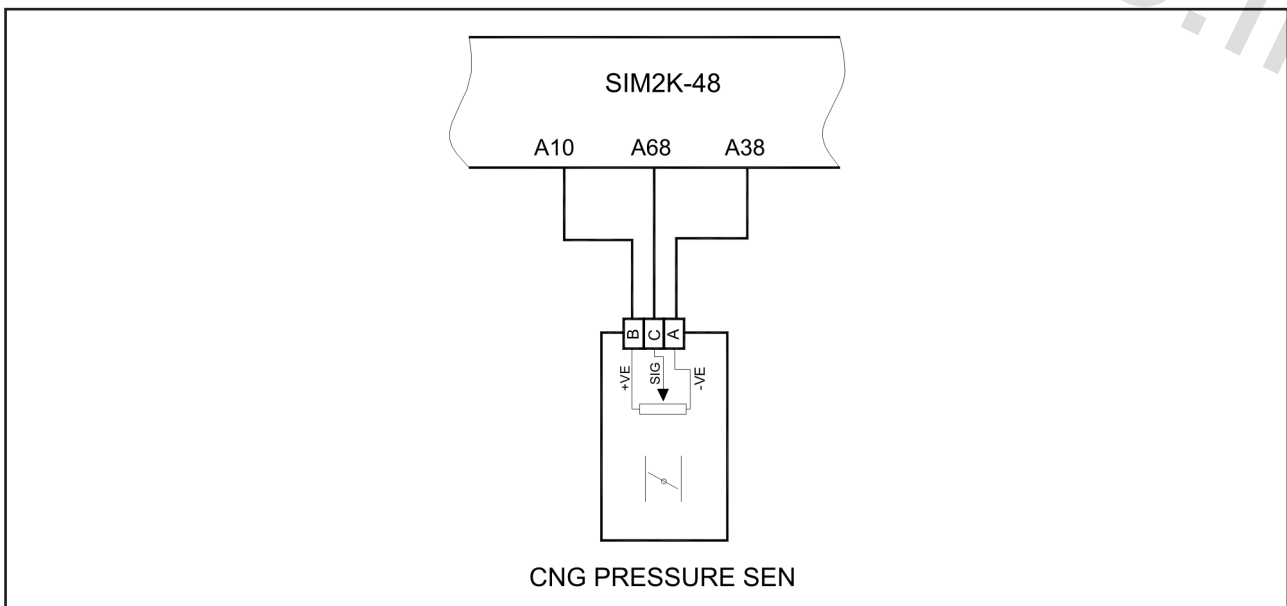 SIM2K-48
A10 A68 A38
B C A
+VE SIG -VE
CNG PRESSURE SEN